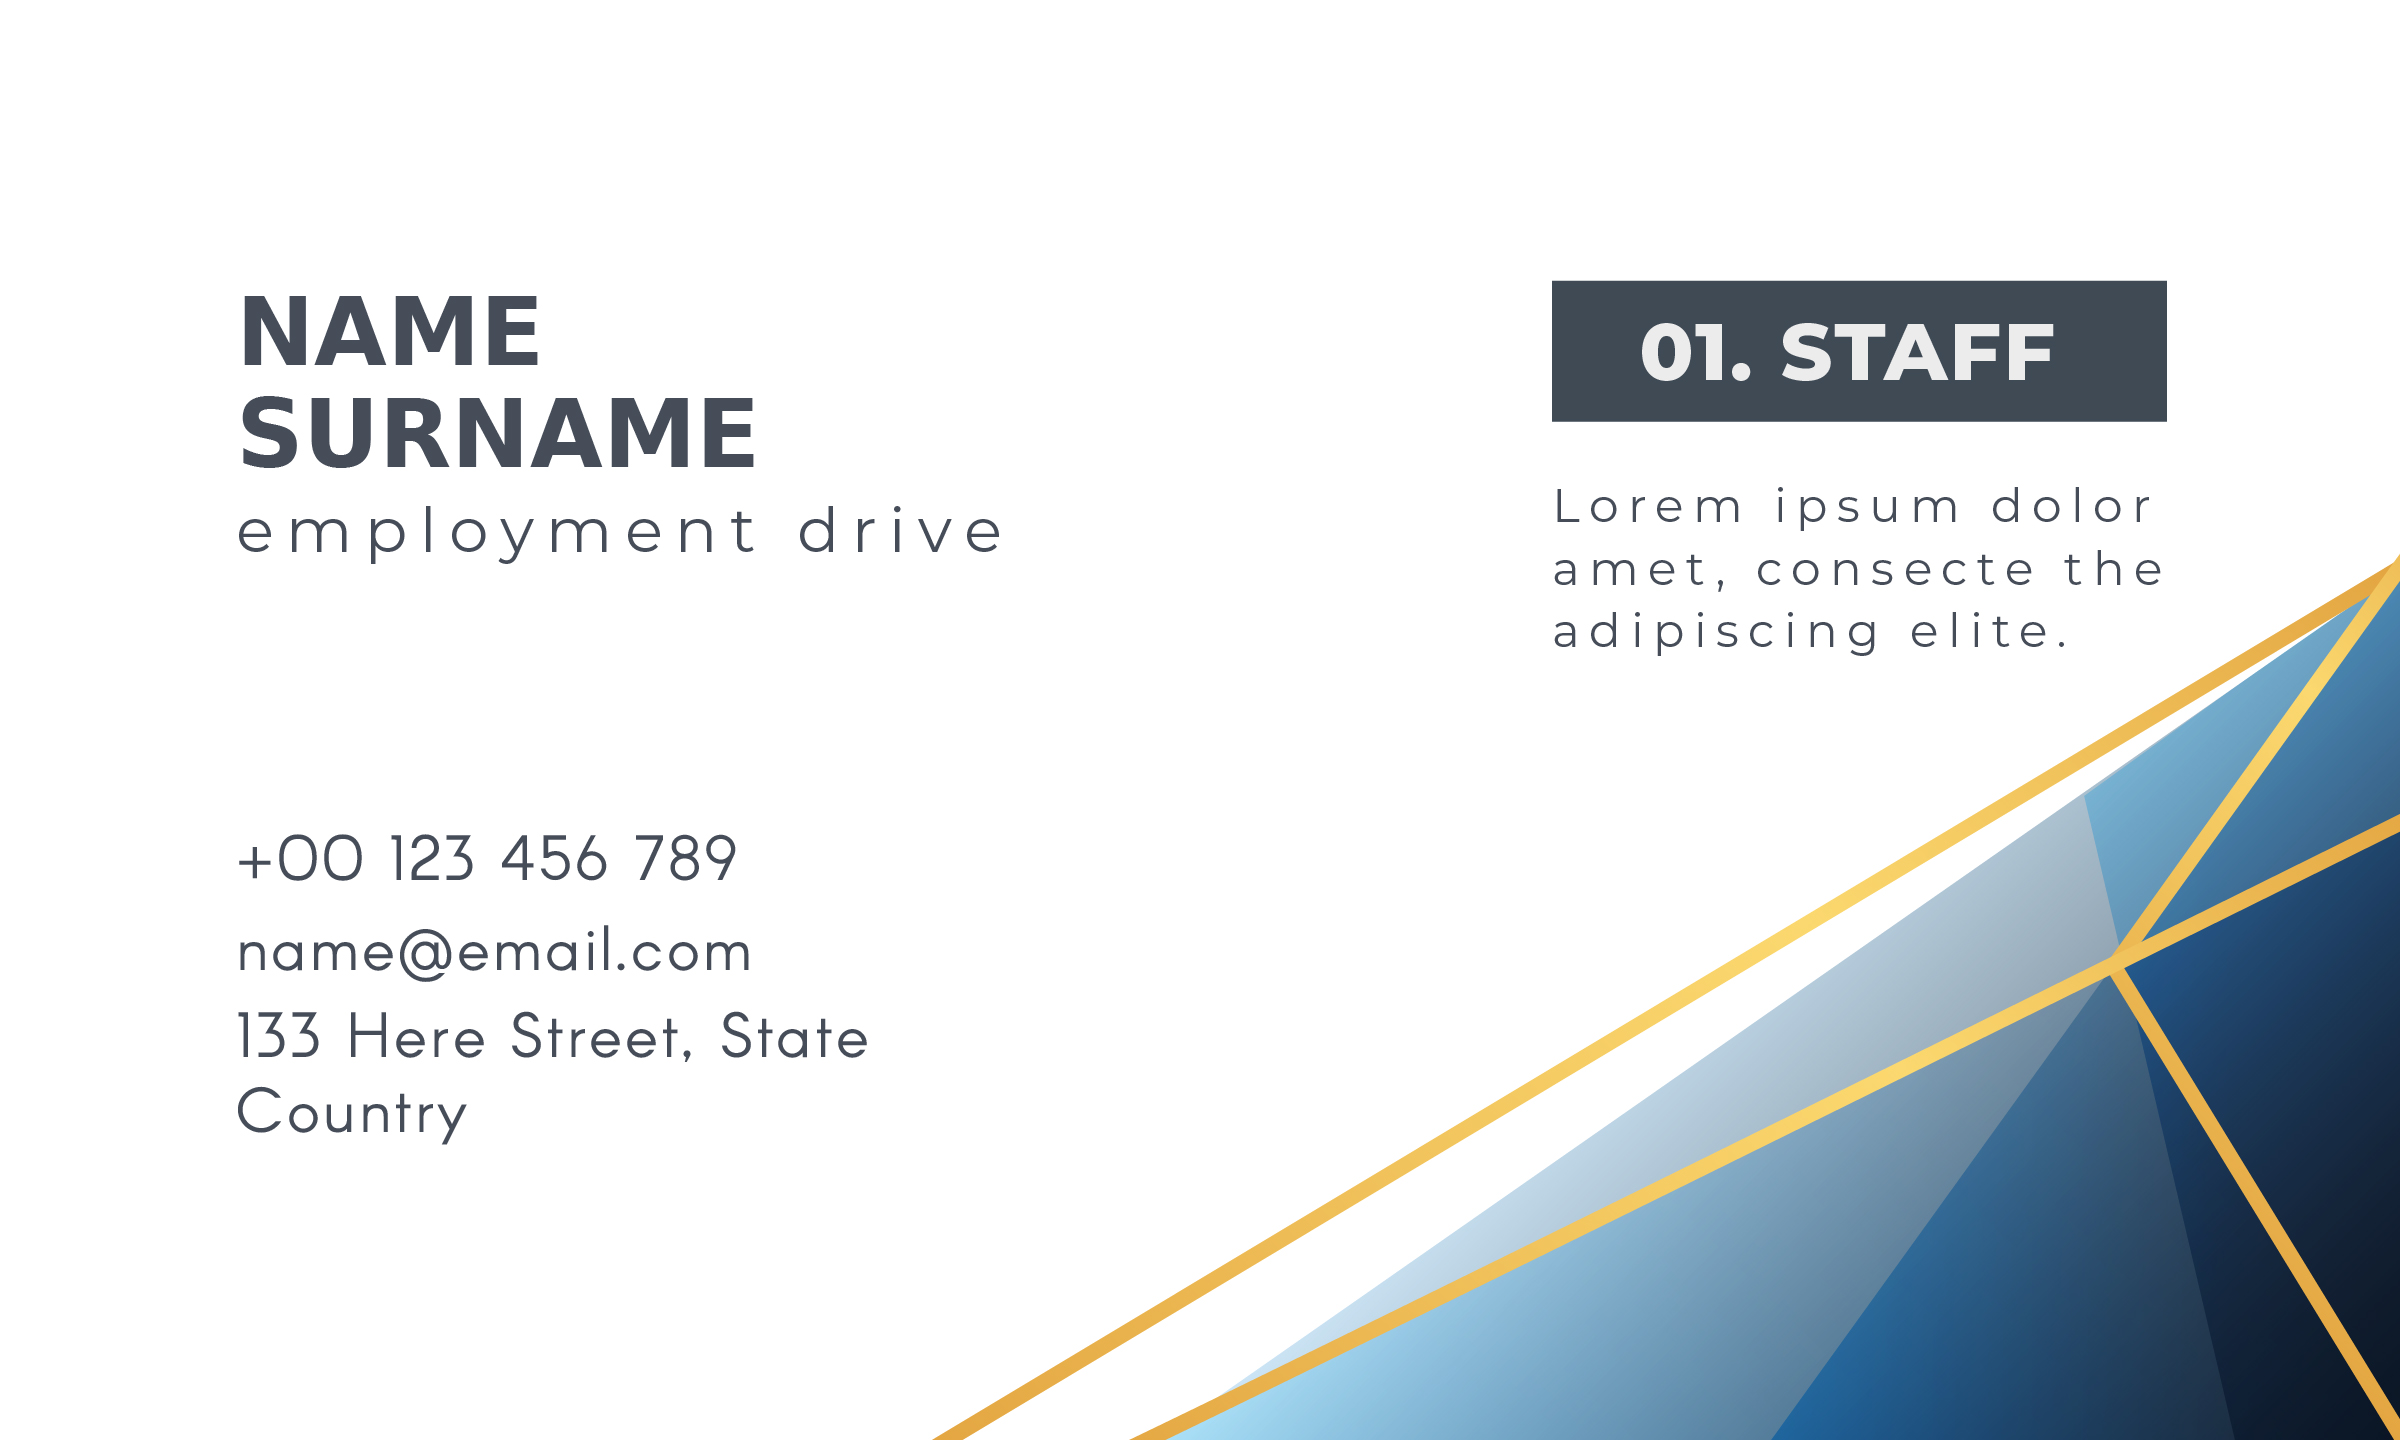 NAME
SURNAME
employment drive
+00 123 456 789
name@email.com
133 Here Street, State
Country
01. STAFF
Lorem ipsum dolor
amet, consecte the
adipiscing elite.